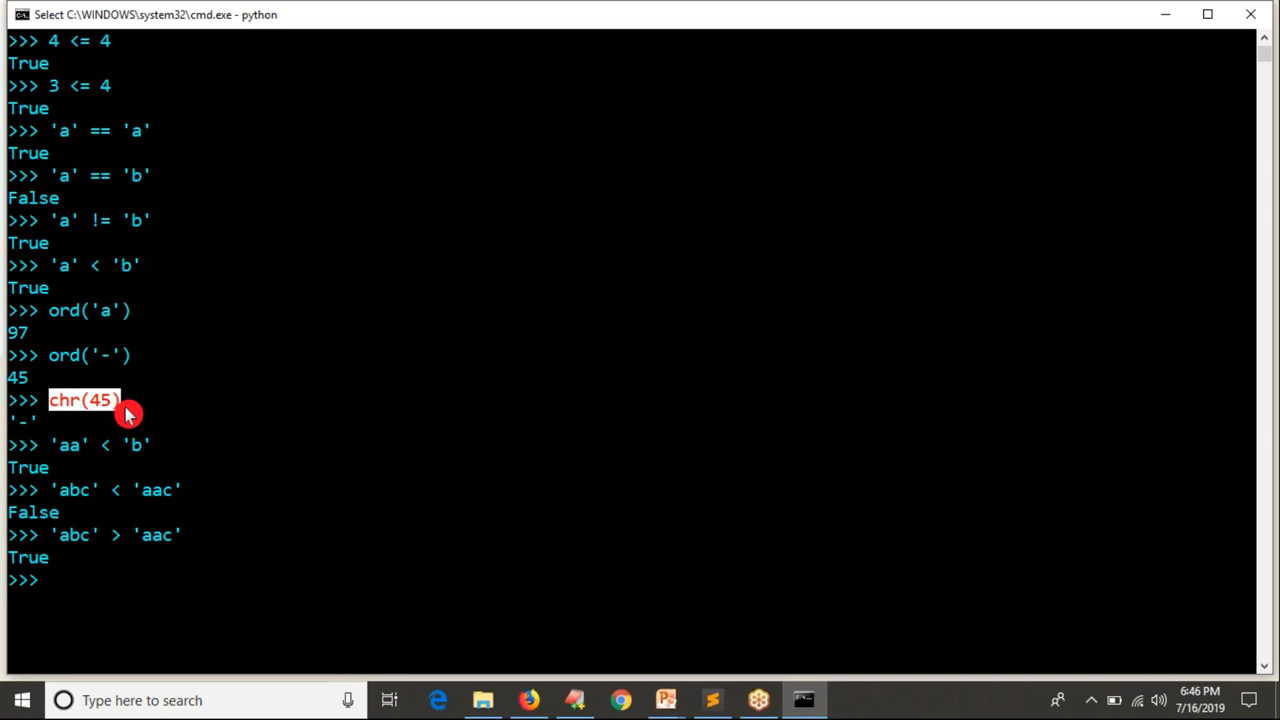 Select C:\WINDOWS\system32\cmd.exe - python
>>> 4 <= 4
True
>>> 3 <= 4
True
>>> 'a' == 'a'
True
>>> 'a' == 'b'
False
>>> 'a' != 'b'
True
>>> 'a' < 'b'
True
>>> ord('a')
97
>>> ord('-')
45
>>> chr(45)
'-'
>>> 'aa' < 'b'
True
>>> 'abc' < 'aac'
False
>>> 'abc' > 'aac'
True
>>>
Type here to search
6:46 PM
7/16/2019